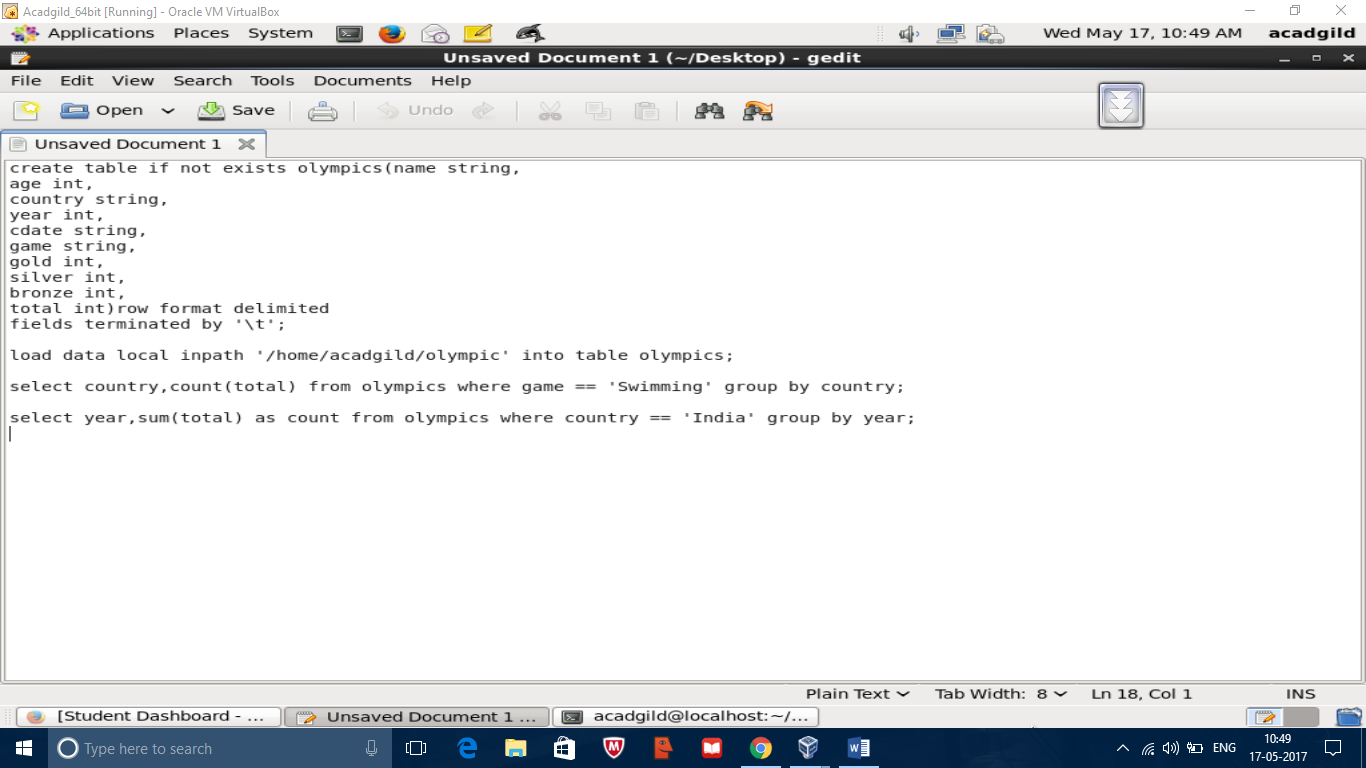 Acadgild_64bit [Running] - Oracle VM VirtualBox
Applications Places System Wed May 17, 10:49 AM acadgild
Unsaved Document 1 (~/Desktop) - gedit
File Edit View Search Tools Documents Help
Open Save Undo
Unsaved Document 1
create table if not exists olympics(name string,
age int,
country string,
year int,
cdate string,
game string,
gold int,
silver int,
bronze int,
total int)row format delimited
fields terminated by '\t';
load data local inpath '/home/acadgild/olympic' into table olympics;
select country,count(total) from olympics where game == 'Swimming' group by country;
select year,sum(total) as count from olympics where country == 'India' group by year;
Plain Text Tab Width: 8 Ln 18, Col 1 INS
[Student Dashboard - ... Unsaved Document 1 ... acadgild@localhost:~/...
Type here to search ENG 10:49
17-05-2017